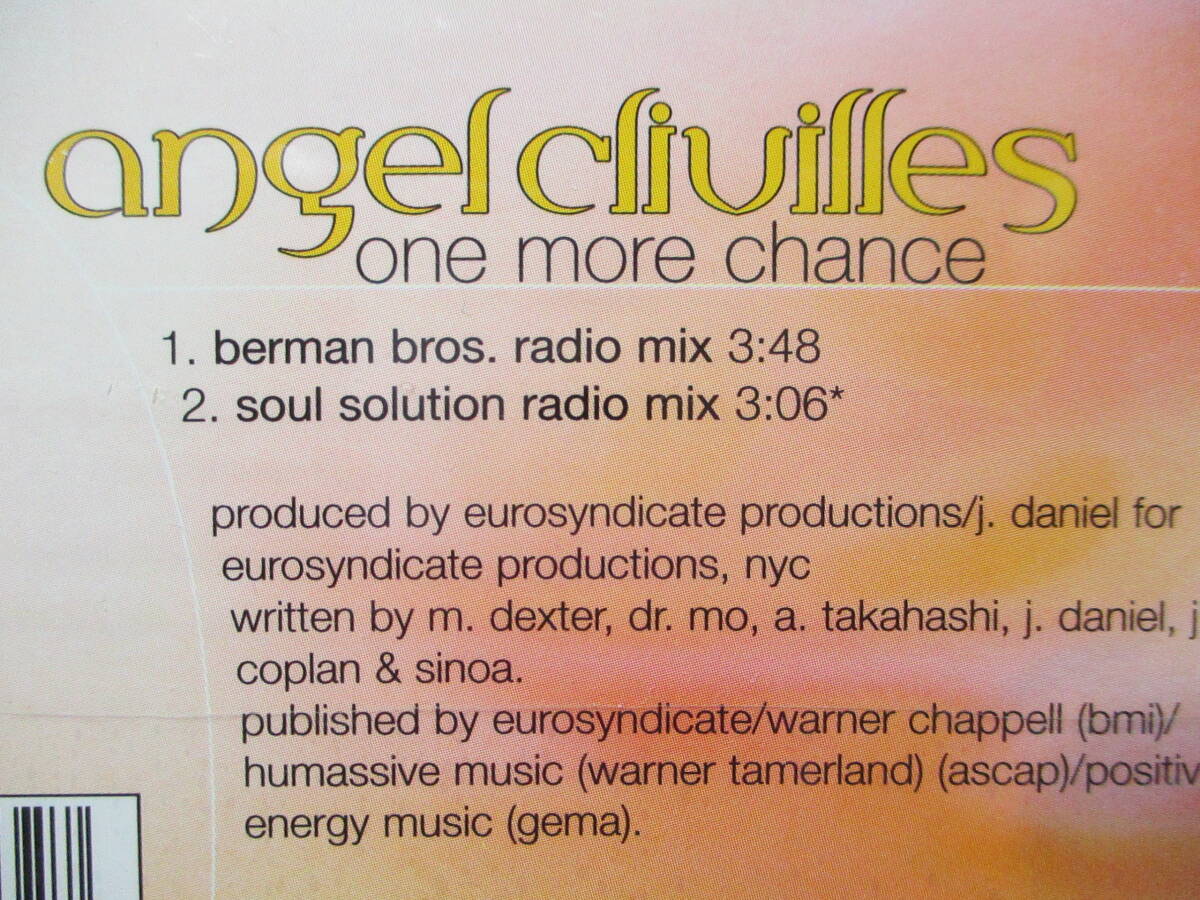 angel clivilles
one more chance
1. berman bros. radio mix 3:48
2. soul solution radio mix 3:06*
produced by eurosyndicate productions/j. daniel for
eurosyndicate productions, nyc
written by m. dexter, dr. mo, a. takahashi, j. daniel, j
coplan & sinoa.
published by eurosyndicate/warner chappell (bmi)/
humassive music (warner tamerland) (ascap)/positiv
energy music (gema).